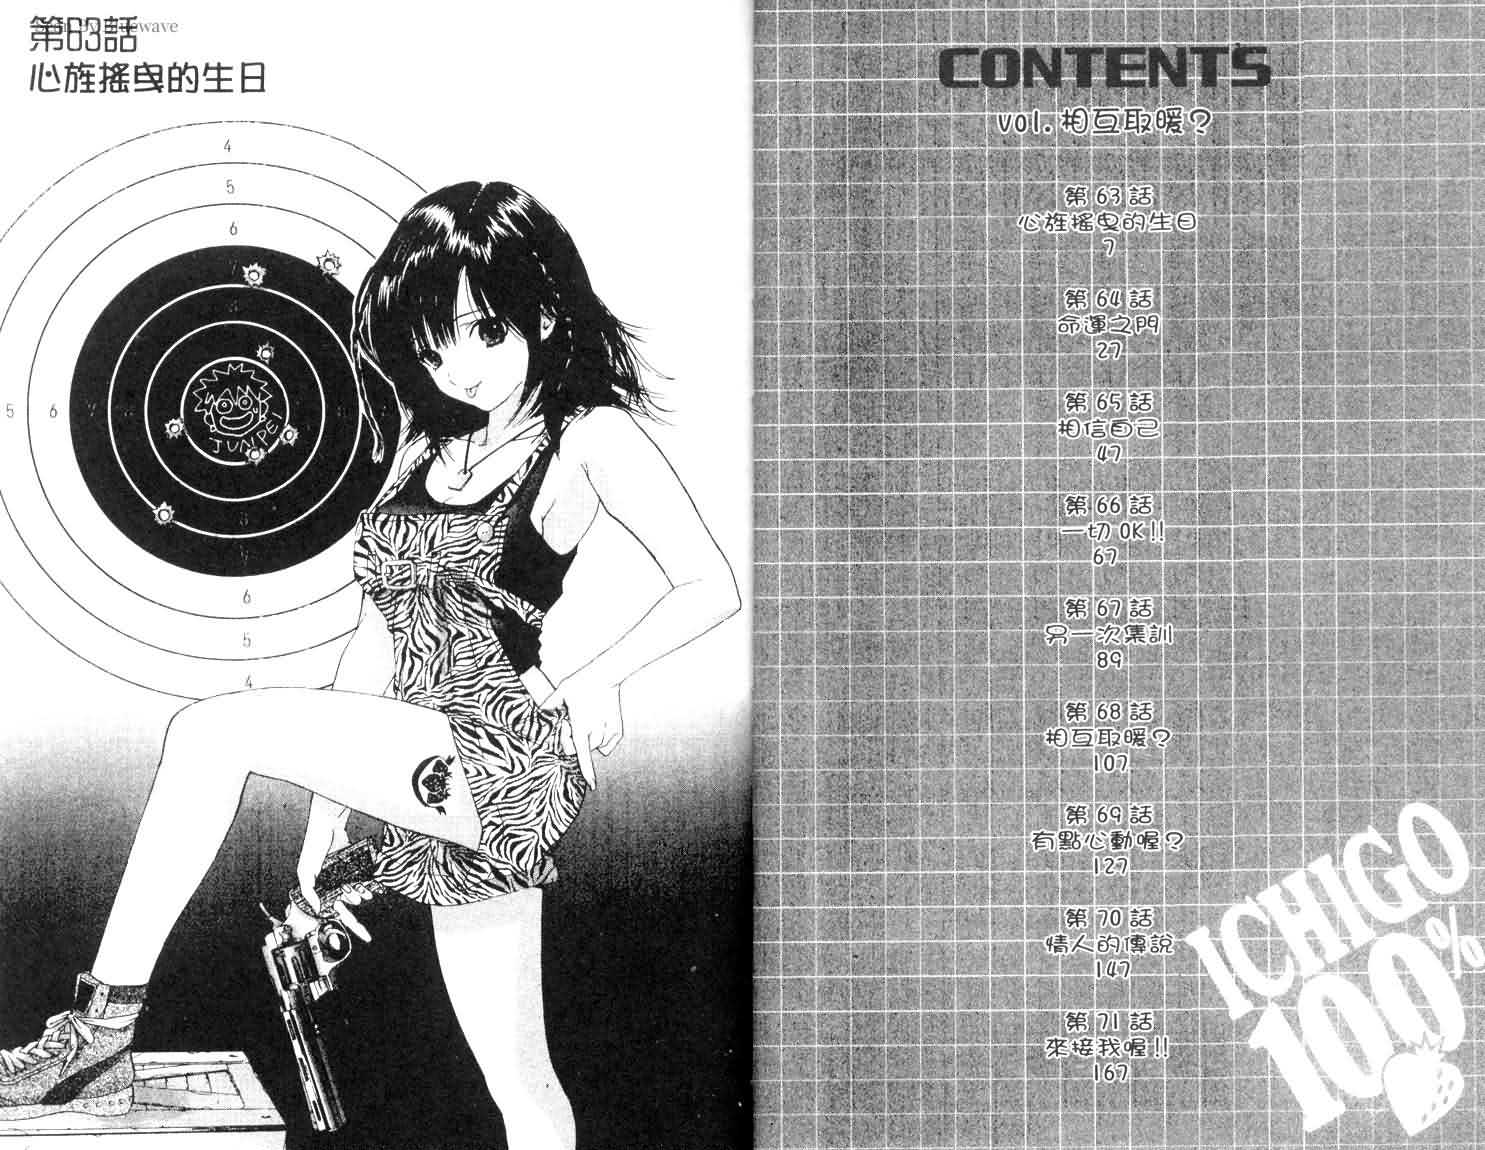 第63話
心旌搖曳的生日
4
5
6
5
6
JUNPEI
6
5
4
CONTENTS
vol.相互取暖？
第63話
心旌搖曳的生日
7
第64話
命運之門
27
第65話
相信自己
47
第66話
一切OK!!
67
第67話
另一次集訓
89
第68話
相互取暖？
107
第69話
有點心動喔？
127
第70話
情人的傳說
147
第71話
來接我喔!!
167
ICHIGO
100%